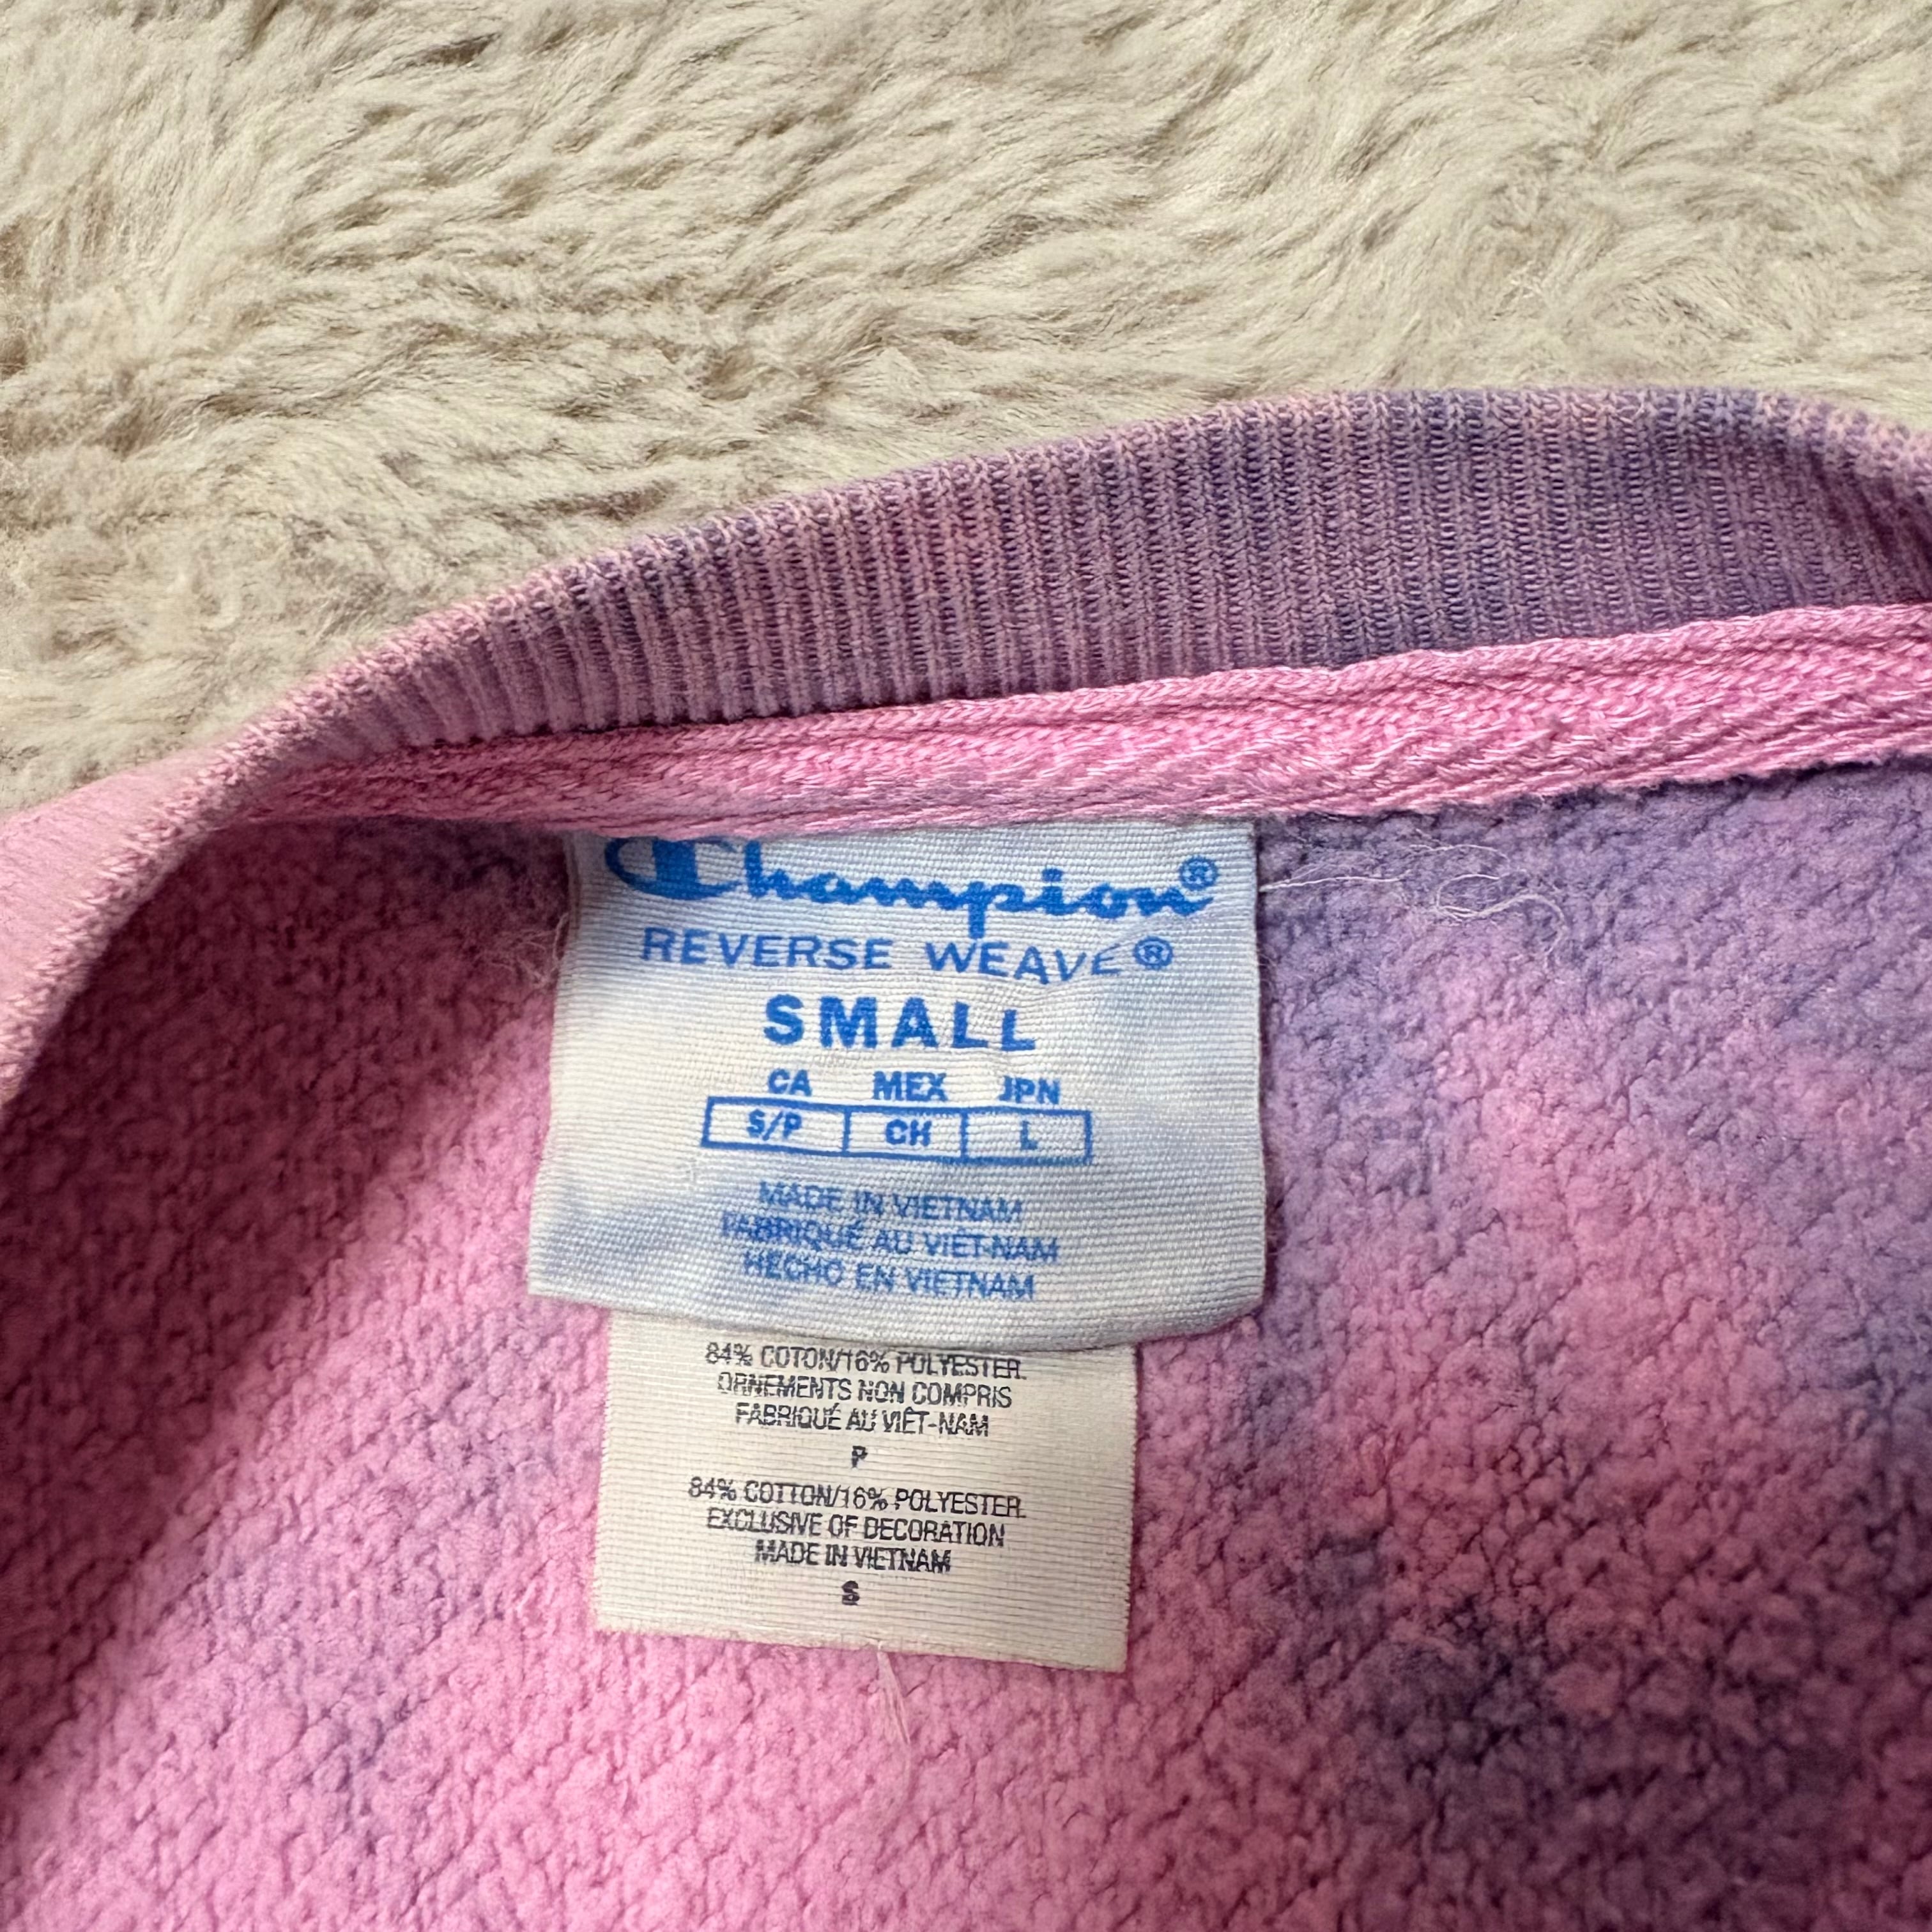 Champion®
REVERSE WEAVE®
SMALL
CA MEX JPN
S/P CH L
MADE IN VIETNAM
FABRIQUÉ AU VIÊT-NAM
HECHO EN VIETNAM
84% COTON/16% POLYESTER
ORNEMENTS NON COMPRIS
FABRIQUÉ AU VIÊT-NAM
P
84% COTTON/16% POLYESTER
EXCLUSIVE OF DECORATION
MADE IN VIETNAM
S